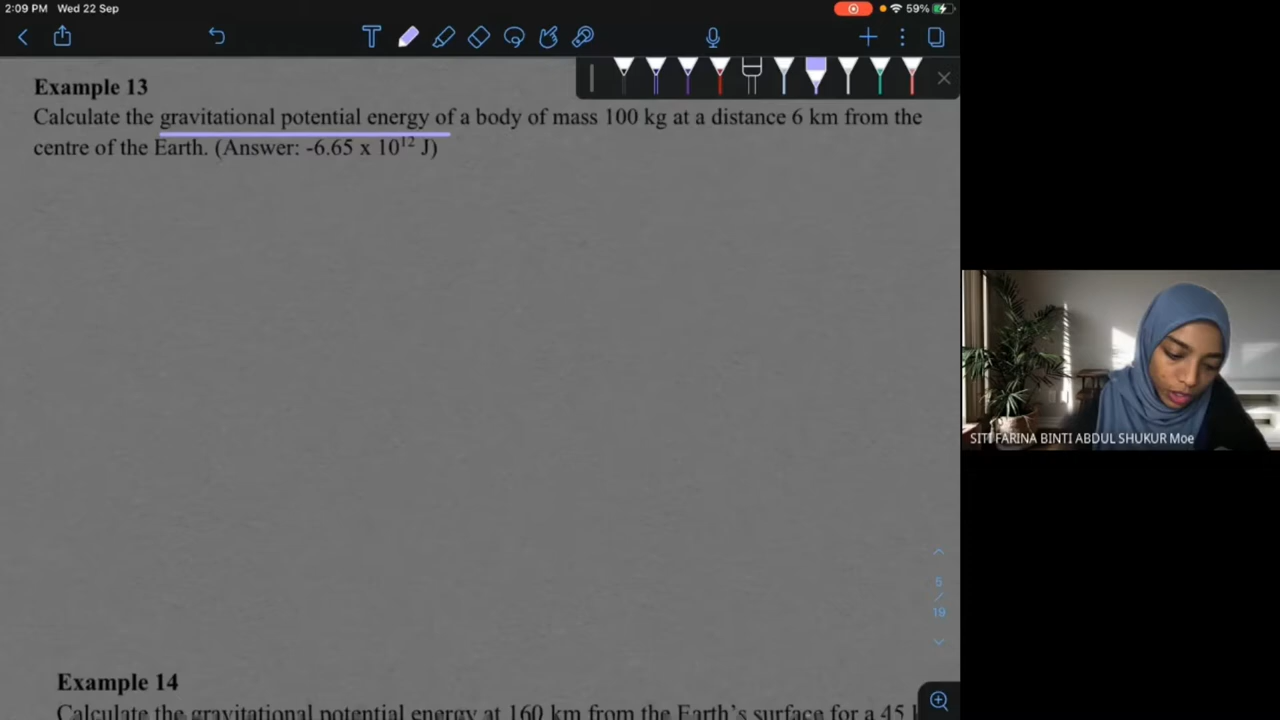 2:09 PM Wed 22 Sep
59%
T
Example 13
Calculate the gravitational potential energy of a body of mass 100 kg at a distance 6 km from the
centre of the Earth. (Answer: -6.65 x 10¹² J)
SITI FARINA BINTI ABDUL SHUKUR Moe
5
/
19
Example 14
Calculate the gravitational potential energy at 160 km from the Earth's surface for a 45